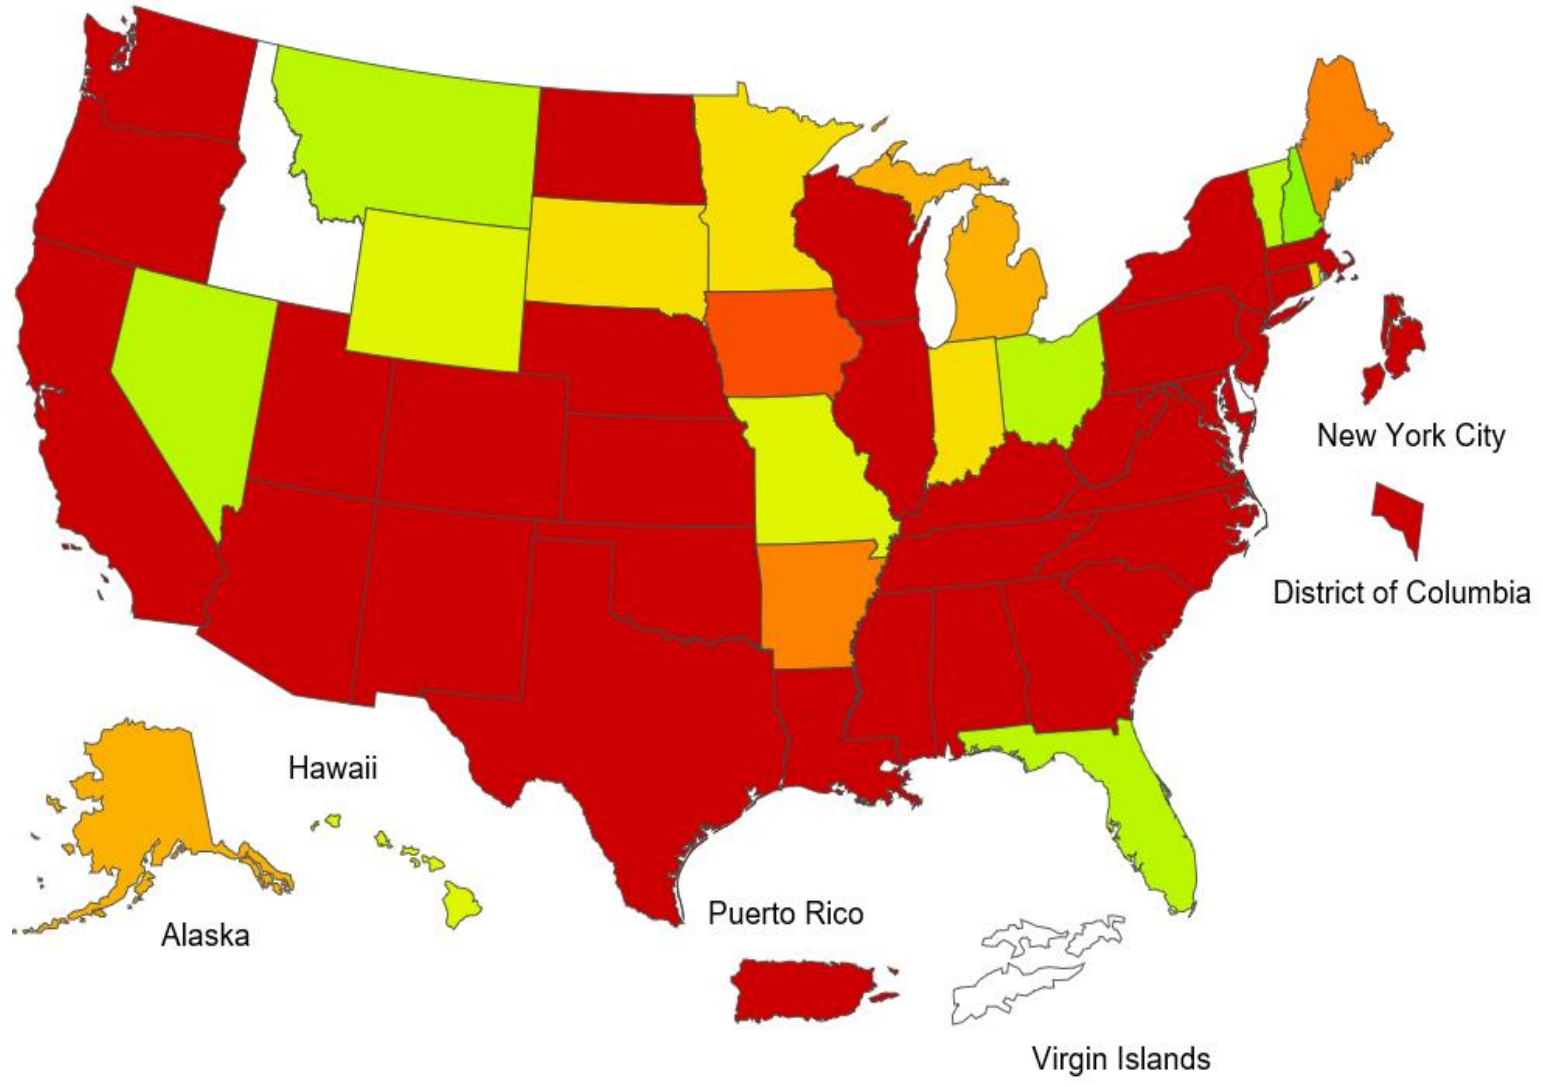 New York City
District of Columbia
Hawaii
Alaska
Puerto Rico
Virgin Islands